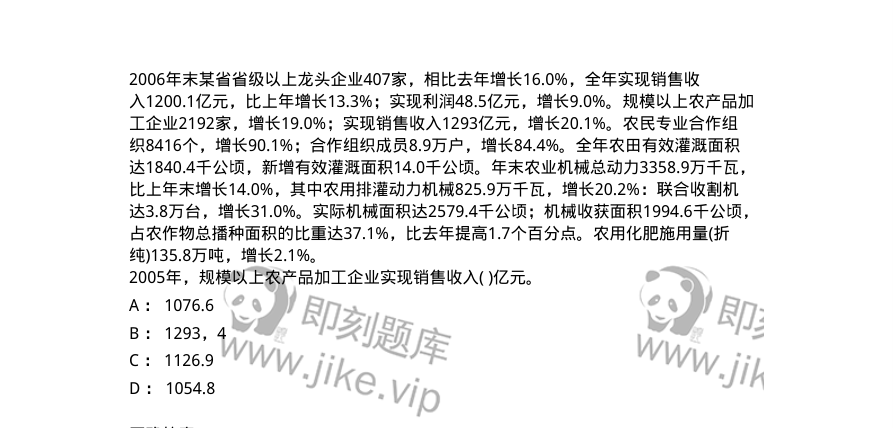 2006年末某省省级以上龙头企业407家，相比去年增长16.0%，全年实现销售收
入1200.1亿元，比上年增长13.3%；实现利润48.5亿元，增长9.0%。规模以上农产品加
工企业2192家，增长19.0%；实现销售收入1293亿元，增长20.1%。农民专业合作组
织8416个，增长90.1%；合作组织成员8.9万户，增长84.4%。全年农田有效灌溉面积
达1840.4千公顷，新增有效灌溉面积14.0千公顷。年末农业机械总动力3358.9万千瓦，
比上年末增长14.0%，其中农用排灌动力机械825.9万千瓦，增长20.2%：联合收割机
达3.8万台，增长31.0%。实际机械面积达2579.4千公顷；机械收获面积1994.6千公顷，
占农作物总播种面积的比重达37.1%，比去年提高1.7个百分点。农用化肥施用量(折
纯)135.8万吨，增长2.1%。
2005年，规模以上农产品加工企业实现销售收入( )亿元。
A： 1076.6
B： 1293，4
C： 1126.9
D： 1054.8
即刻题库
www.jike.vip
即刻
www.jik